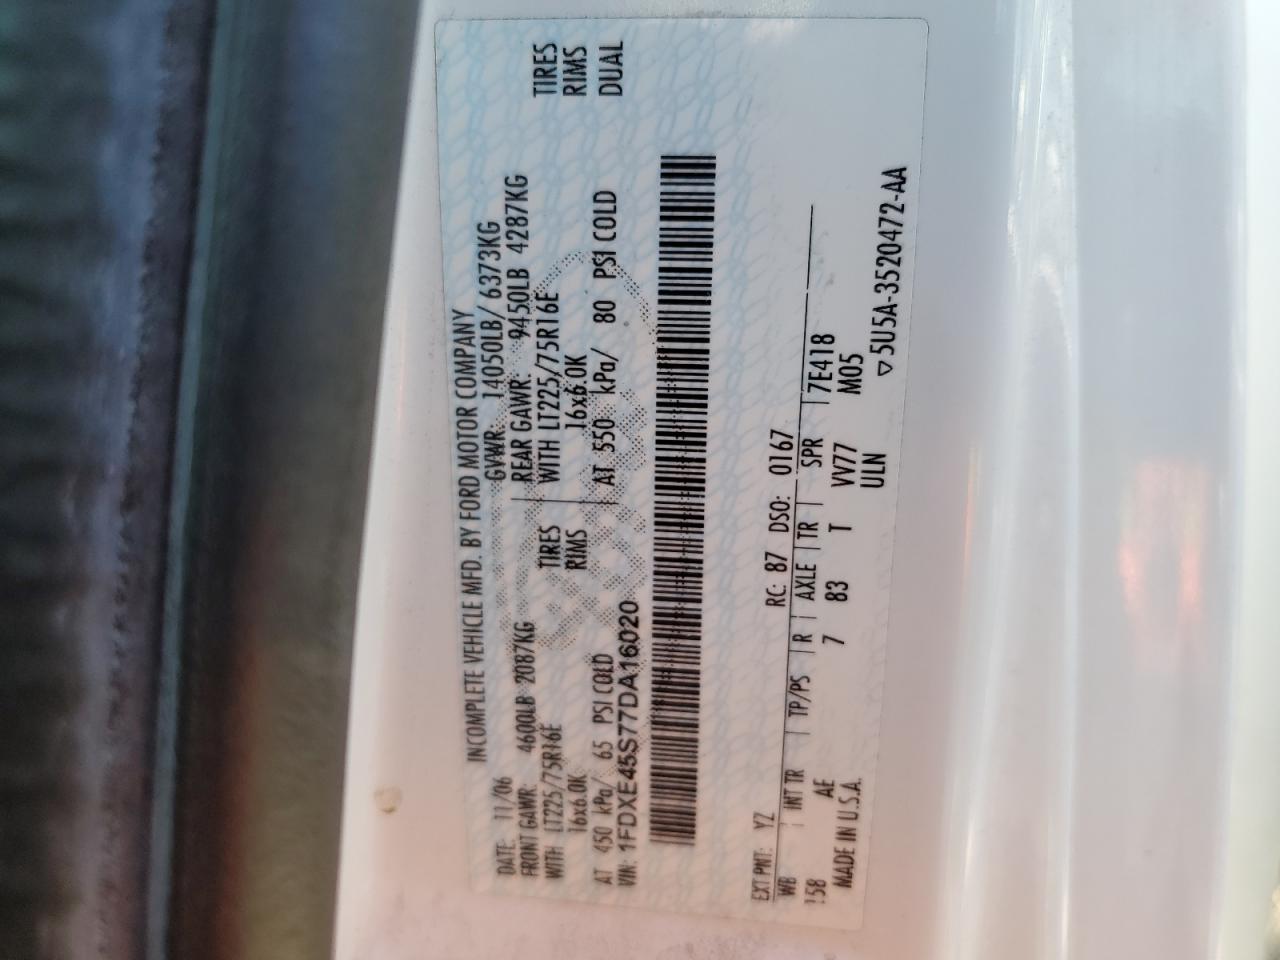 INCOMPLETE VEHICLE MFD. BY FORD MOTOR COMPANY
DATE: 11/06 GVWR: 14050LB/ 6373KG
FRONT GAWR: 4600LB 2087KG REAR GAWR: 9450LB 4287KG
WITH LT225/75R16E TIRES WITH LT225/75R16E TIRES
16x6.0K RIMS 16x6.0K RIMS
AT 450 kPa/ 65 PSI COLD AT 550 kPa/ 80 PSI COLD DUAL
VIN: 1FDXE45S77DA16020
EXT PNT: YZ RC: 87 DSO: 0167
WB INT TR TP/PS R AXLE TR SPR 7E418
158 AE 7 83 T VV77 M05
MADE IN U.S.A. ULN
▽5U5A-3520472-AA